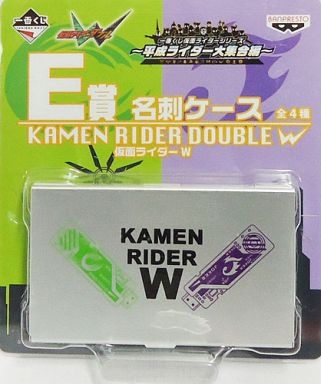 一番くじ
BANPRESTO
一番くじ仮面ライダーシリーズ
~平成ライダー大集合編~
E賞 名刺ケース 全4種
KAMEN RIDER DOUBLE W
仮面ライダーW
KAMEN
RIDER
W